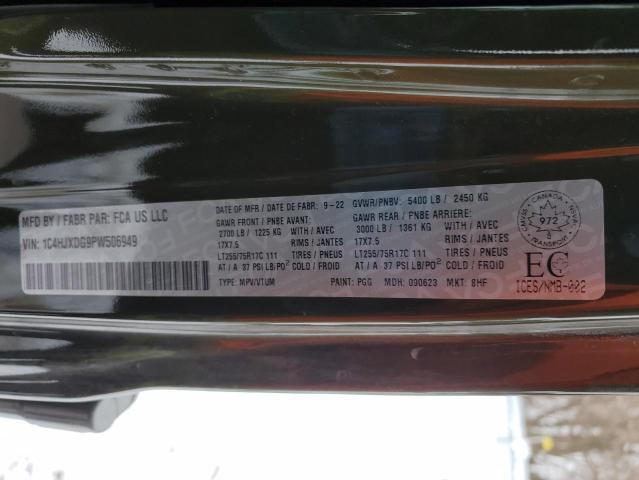 MFD BY / FABR PAR: FCA US LLC
DATE OF MFR / DATE DE FABR: 9-22 GVWR/PNBV: 5400 LB / 2450 KG
GAWR FRONT / PNBE AVANT: GAWR REAR / PNBE ARRIERE:
VIN: 1C4HJXDG9PW506949
2700 LB / 1225 KG WITH / AVEC 3000 LB / 1361 KG WITH / AVEC
17X7.5 RIMS / JANTES 17X7.5 RIMS / JANTES
LT255/75R17C 111 TIRES / PNEUS LT255/75R17C 111 TIRES / PNEUS
AT / A 37 PSI LB/PO² COLD / FROID AT / A 37 PSI LB/PO² COLD / FROID
TYPE: MPV/VTUM PAINT: PGG MDH: 090623 MKT: 8HF
CANADA
CMVSS
NSVAC
972
EC
ICES/NMB-002